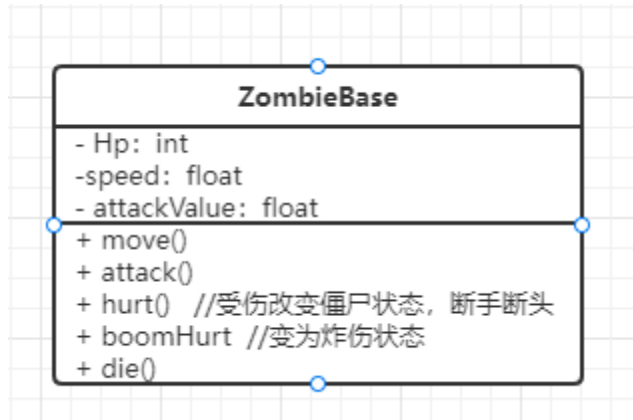 ZombieBase
- Hp：int
-speed：float
- attackValue：float
+ move()
+ attack()
+ hurt() //受伤改变僵尸状态，断手断头
+ boomHurt //变为炸伤状态
+ die()